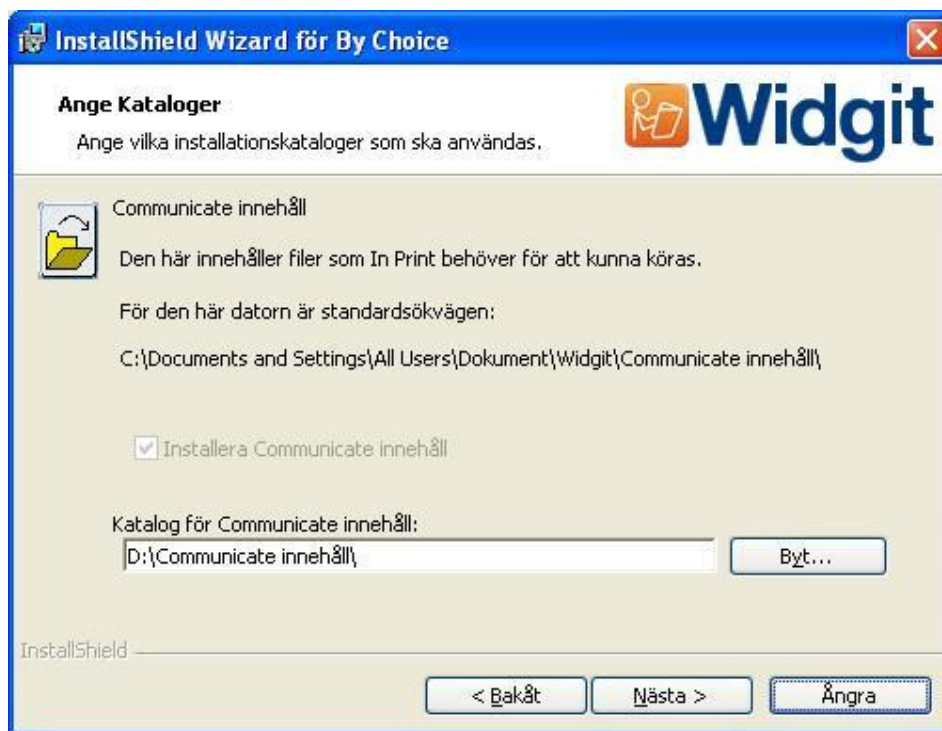 InstallShield Wizard för By Choice
Ange Kataloger
Widgit
Ange vilka installationskataloger som ska användas.
Communicate innehåll
Den här innehåller filer som In Print behöver för att kunna köras.
För den här datorn är standardsökvägen:
C:\Documents and Settings\All Users\Dokument\Widgit\Communicate innehåll\
Installera Communicate innehåll
Katalog för Communicate innehåll:
D:\Communicate innehåll\
Byt...
InstallShield
< Bakåt
Nästa >
Ångra